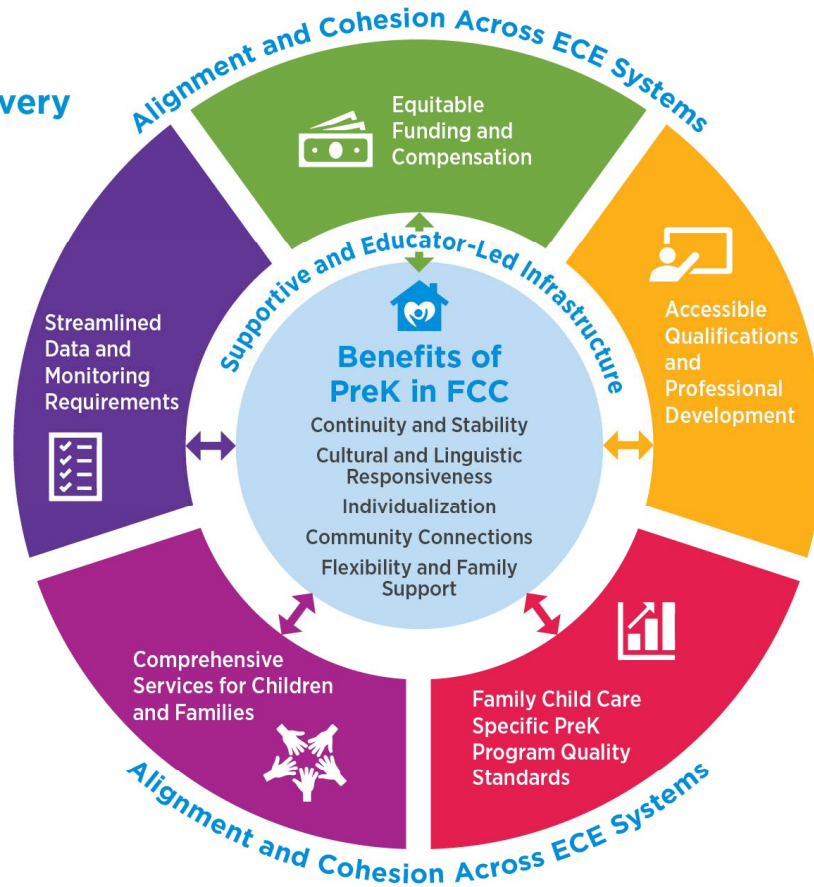 Alignment and Cohesion Across ECE Systems
very
Equitable
Funding and
Compensation
Supportive and Educator-Led Infrastructure
Streamlined
Data and
Monitoring
Requirements
Accessible
Qualifications
and
Professional
Development
Benefits of
PreK in FCC
Continuity and Stability
Cultural and Linguistic
Responsiveness
Individualization
Community Connections
Flexibility and Family
Support
Comprehensive
Services for Children
and Families
Family Child Care
Specific PreK
Program Quality
Standards
Alignment and Cohesion Across ECE Systems